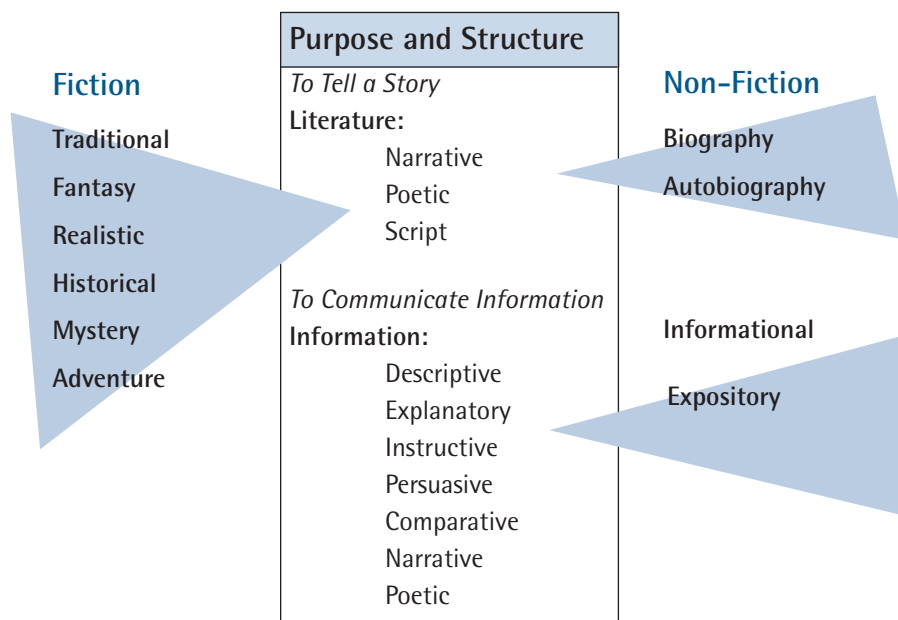 Fiction
Traditional
Fantasy
Realistic
Historical
Mystery
Adventure
Purpose and Structure
To Tell a Story
Literature:
Narrative
Poetic
Script
To Communicate Information
Information:
Descriptive
Explanatory
Instructive
Persuasive
Comparative
Narrative
Poetic
Non-Fiction
Biography
Autobiography
Informational
Expository